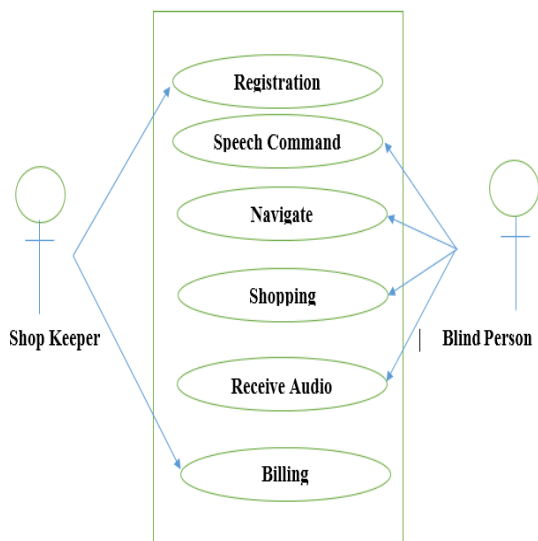 Registration
Speech Command
Navigate
Shopping
Shop Keeper
Blind Person
Receive Audio
Billing